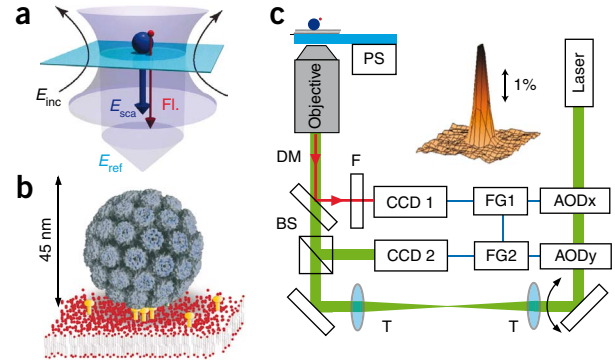 a
E_inc
E_sca
Fl.
E_ref
b
45 nm
c
PS
Objective
1%
Laser
DM
F
CCD 1
FG1
AODx
BS
CCD 2
FG2
AODy
T
T